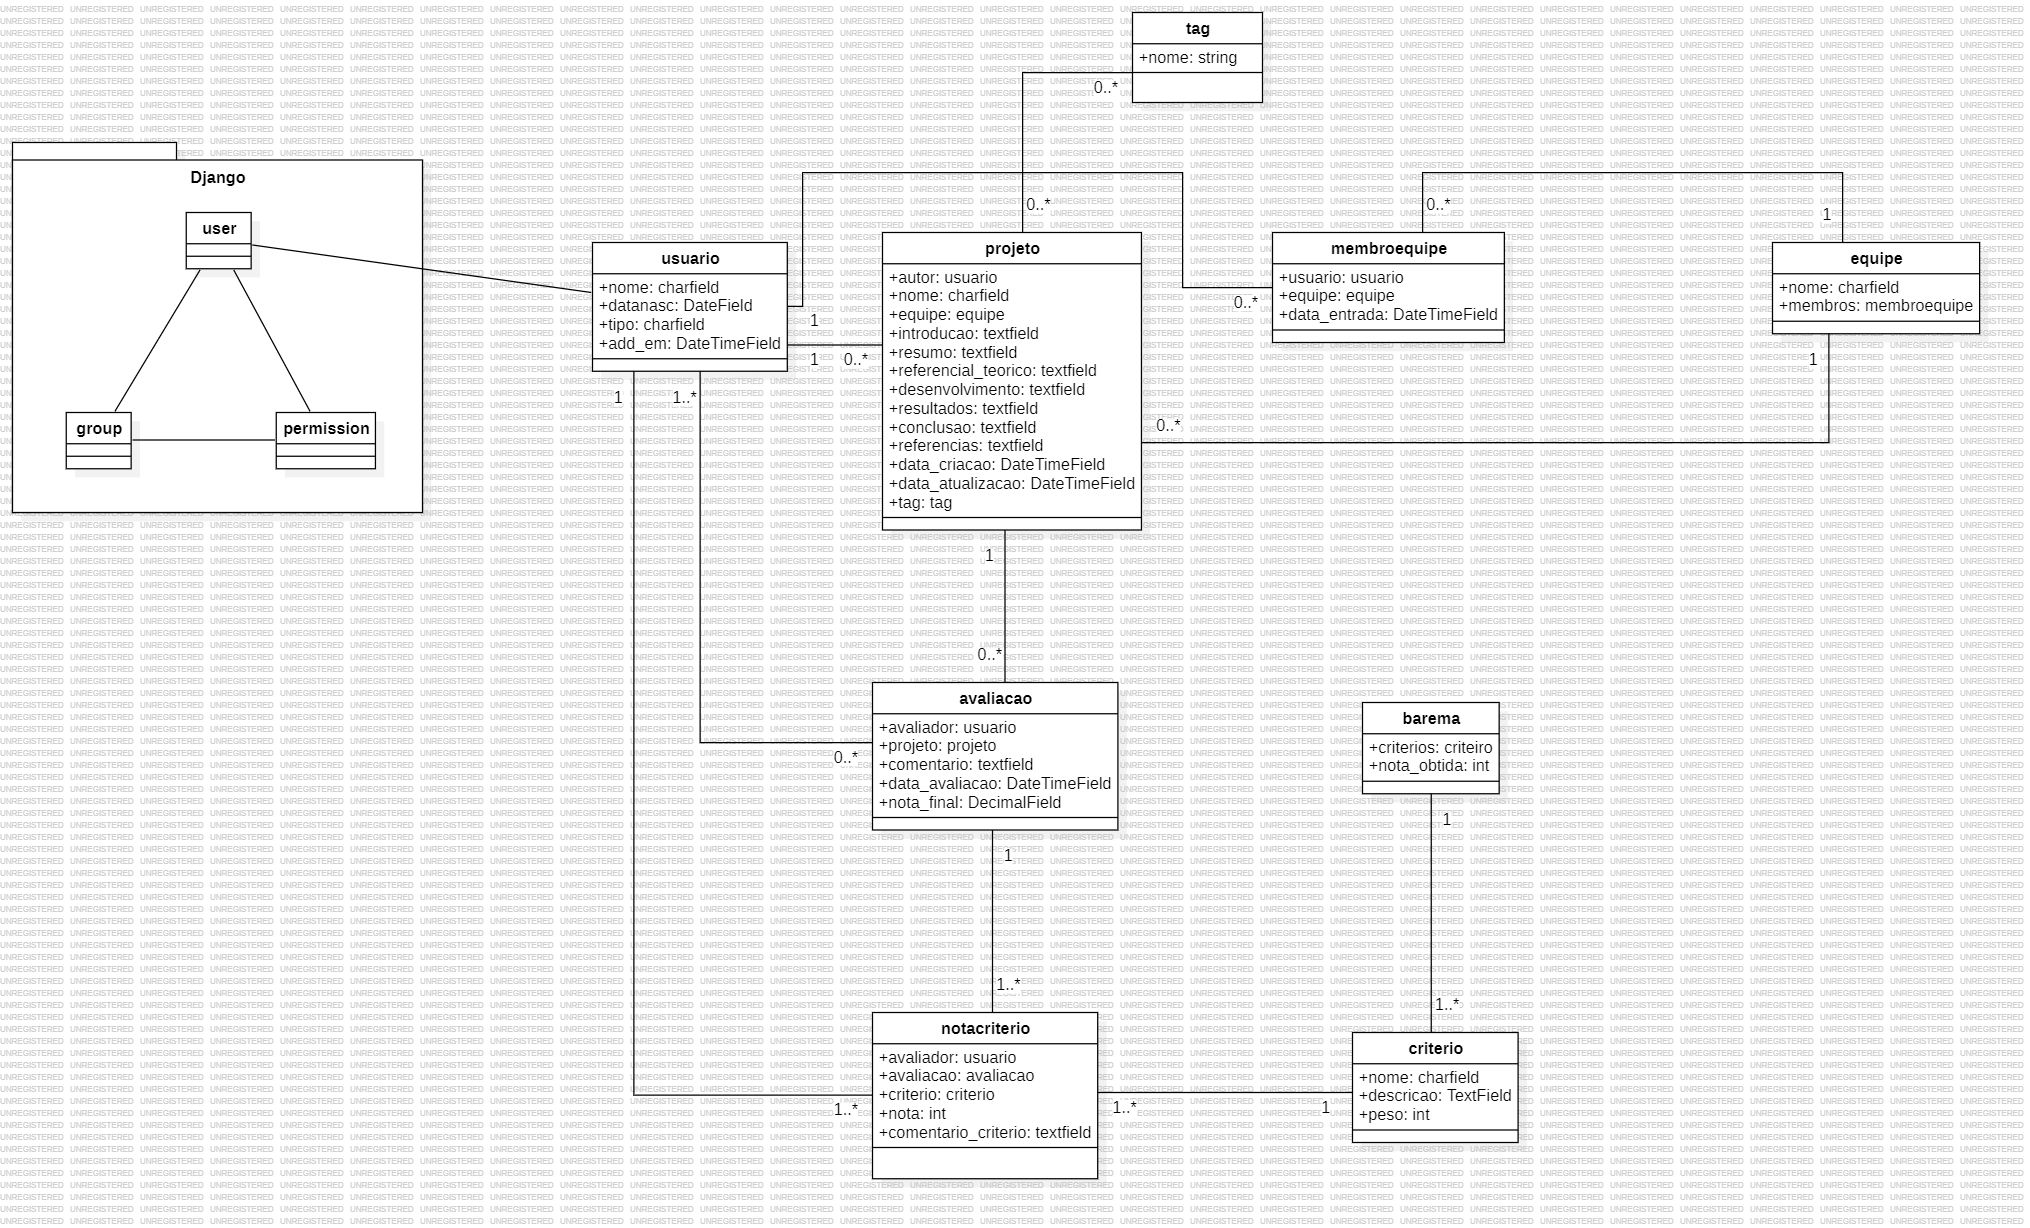 tag
+nome: string
0..*
0..*
Django
user
group
permission
usuario
+nome: charfield
+datanasc: DateField
+tipo: charfield
+add_em: DateTimeField
1
1
0..*
1
1..*
projeto
+autor: usuario
+nome: charfield
+equipe: equipe
+introducao: textfield
+resumo: textfield
+referencial_teorico: textfield
+desenvolvimento: textfield
+resultados: textfield
+conclusao: textfield
+referencias: textfield
+data_criacao: DateTimeField
+data_atualizacao: DateTimeField
+tag: tag
membroequipe
+usuario: usuario
+equipe: equipe
+data_entrada: DateTimeField
0..*
0..*
1
equipe
+nome: charfield
+membros: membroequipe
1
0..*
1
0..*
avaliacao
+avaliador: usuario
+projeto: projeto
+comentario: textfield
+data_avaliacao: DateTimeField
+nota_final: DecimalField
0..*
1
1..*
barema
+criterios: criteiro
+nota_obtida: int
1
1..*
notacriterio
+avaliador: usuario
+avaliacao: avaliacao
+criterio: criterio
+nota: int
+comentario_criterio: textfield
1..*
1..*
1
criterio
+nome: charfield
+descricao: TextField
+peso: int
UNREGISTERED